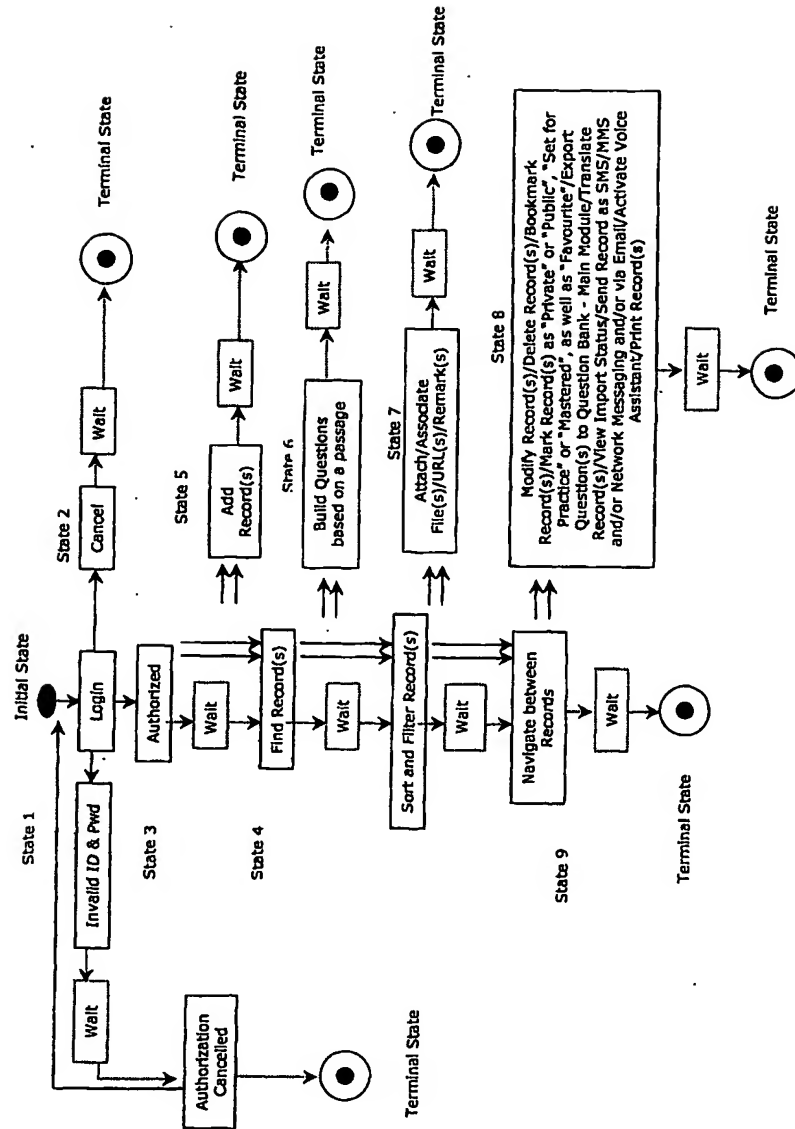 Initial State
State 1
Login
State 2
Cancel
Wait
Terminal State
Invalid ID & Pwd
Wait
Authorization
Cancelled
Terminal State
State 3
Authorized
Wait
State 5
Add
Record(s)
Wait
Terminal State
State 4
Find Record(s)
Wait
State 6
Build Questions
based on a passage
Wait
Terminal State
Sort and Filter Record(s)
Wait
State 7
Attach/Associate
File(s)/URL(s)/Remark(s)
Wait
Terminal State
State 9
Navigate between
Records
Wait
Terminal State
State 8
Modify Record(s)/Delete Record(s)/Bookmark
Record(s)/Mark Record(s) as "Private" or "Public", "Set for
Practice" or "Mastered", as well as "Favourite"/Export
Question(s) to Question Bank - Main Module/Translate
Record(s)/View Import Status/Send Record as SMS/MMS
and/or Network Messaging and/or via Email/Activate Voice
Assistant/Print Record(s)
Wait
Terminal State